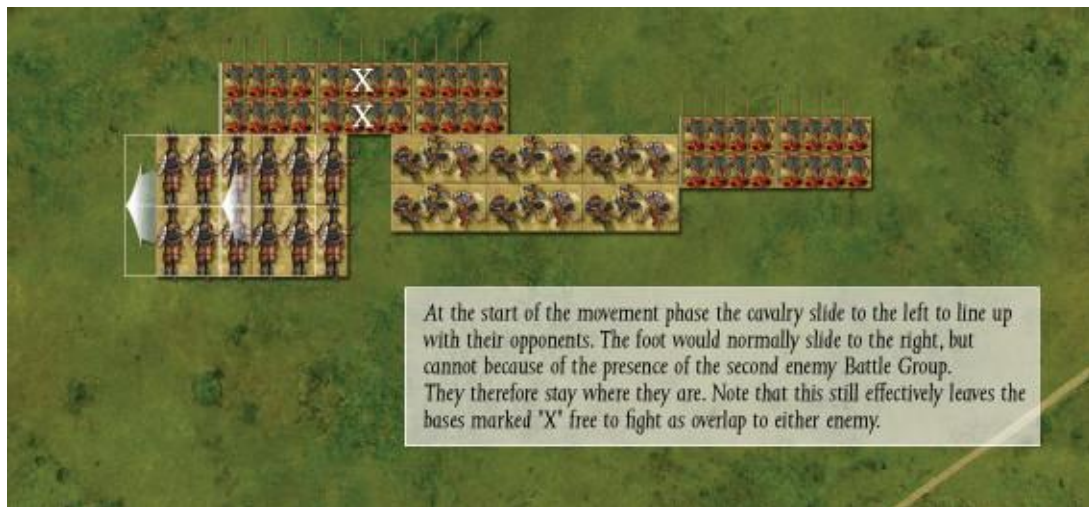 X
X
At the start of the movement phase the cavalry slide to the left to line up
with their opponents. The foot would normally slide to the right, but
cannot because of the presence of the second enemy Battle Group.
They therefore stay where they are. Note that this still effectively leaves the
bases marked "X" free to fight as overlap to either enemy.